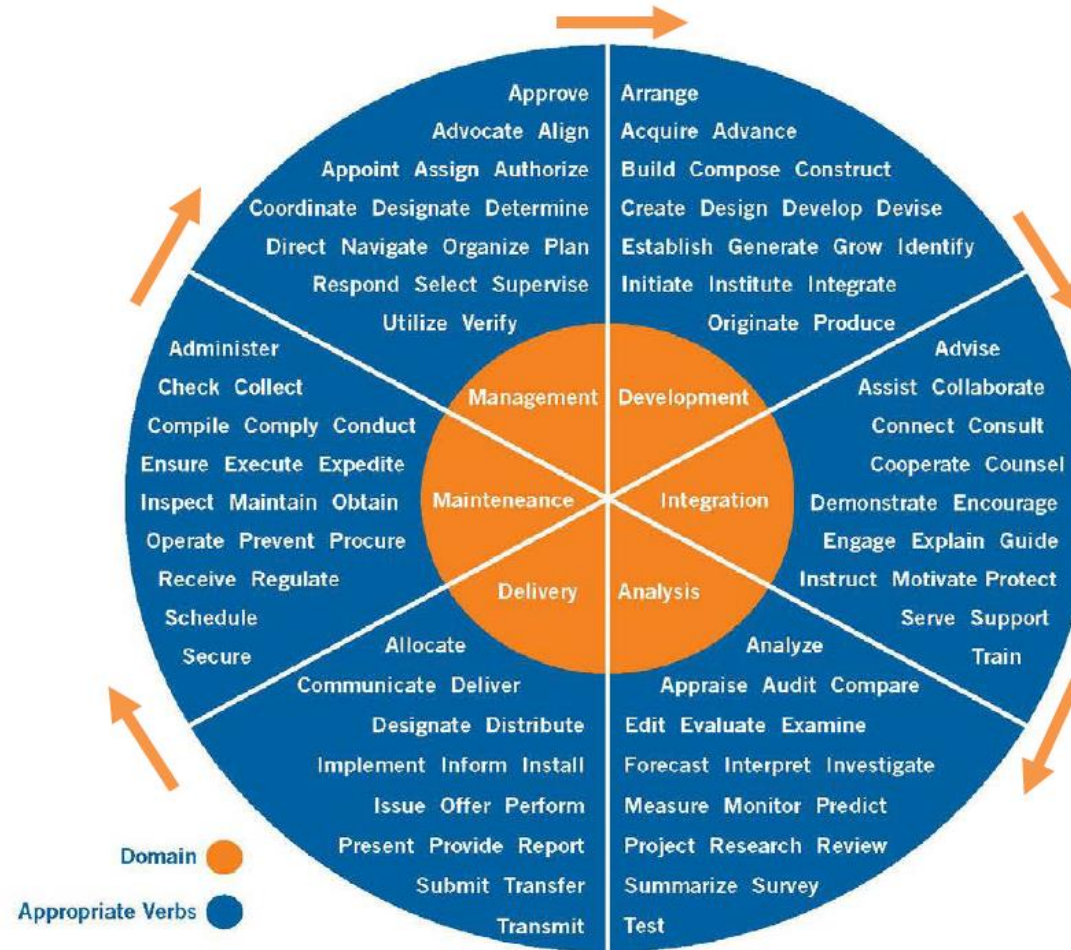 Approve
Advocate Align
Appoint Assign Authorize
Coordinate Designate Determine
Direct Navigate Organize Plan
Respond Select Supervise
Utilize Verify
Management
Arrange
Acquire Advance
Build Compose Construct
Create Design Develop Devise
Establish Generate Grow Identify
Initiate Institute Integrate
Originate Produce
Development
Advise
Assist Collaborate
Connect Consult
Cooperate Counsel
Demonstrate Encourage
Engage Explain Guide
Instruct Motivate Protect
Serve Support
Train
Integration
Analysis
Analyze
Appraise Audit Compare
Edit Evaluate Examine
Forecast Interpret Investigate
Measure Monitor Predict
Project Research Review
Summarize Survey
Test
Delivery
Allocate
Communicate Deliver
Designate Distribute
Implement Inform Install
Issue Offer Perform
Present Provide Report
Submit Transfer
Transmit
Administer
Check Collect
Compile Comply Conduct
Ensure Execute Expedite
Inspect Maintain Obtain
Operate Prevent Procure
Receive Regulate
Schedule
Secure
Mainteneance
Domain
Appropriate Verbs